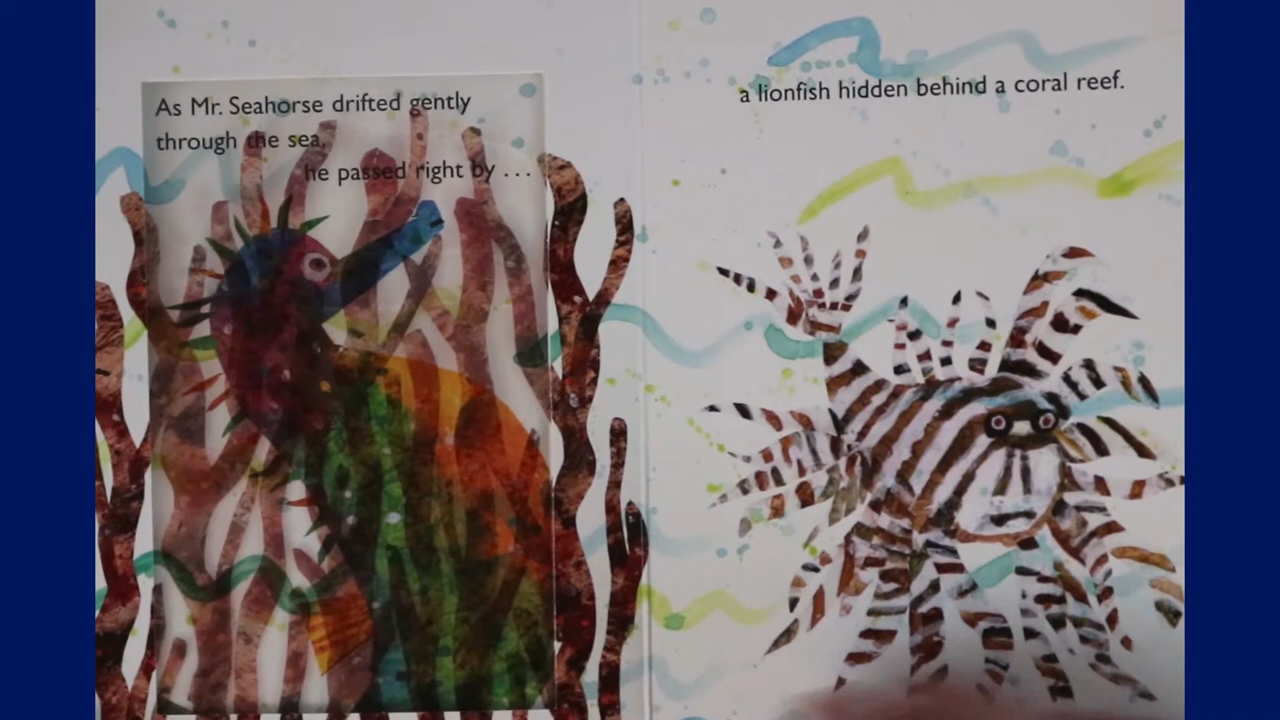 As Mr. Seahorse drifted gently
through the sea,
he passed right by . . .
a lionfish hidden behind a coral reef.